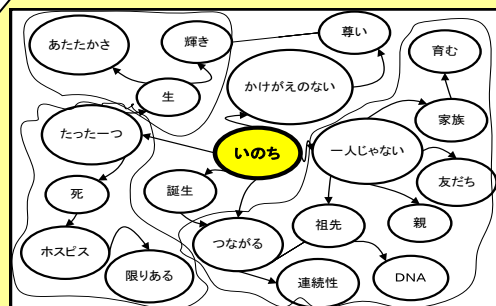 尊い
あたたかさ
輝き
育む
かけがえのない
生
家族
たった一つ
いのち
一人じゃない
友だち
死
誕生
祖先
親
つながる
ホスピス
限りある
連続性
DNA